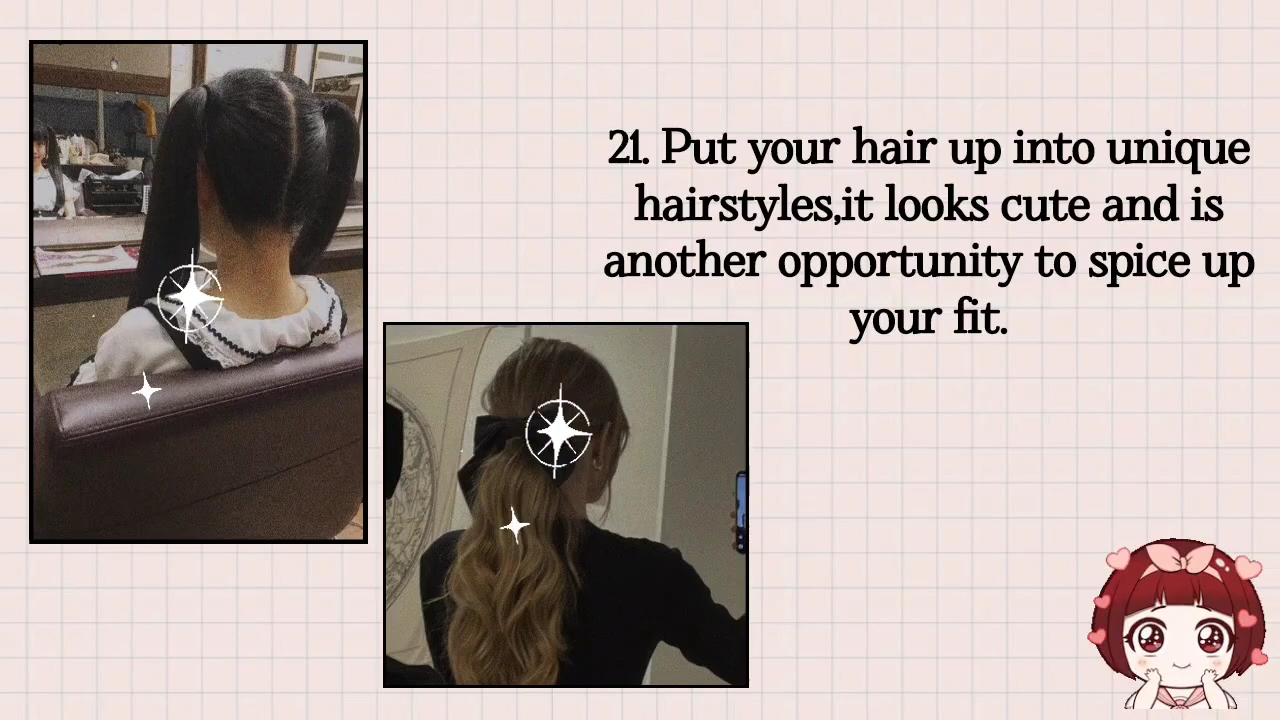 21. Put your hair up into unique
hairstyles,it looks cute and is
another opportunity to spice up
your fit.